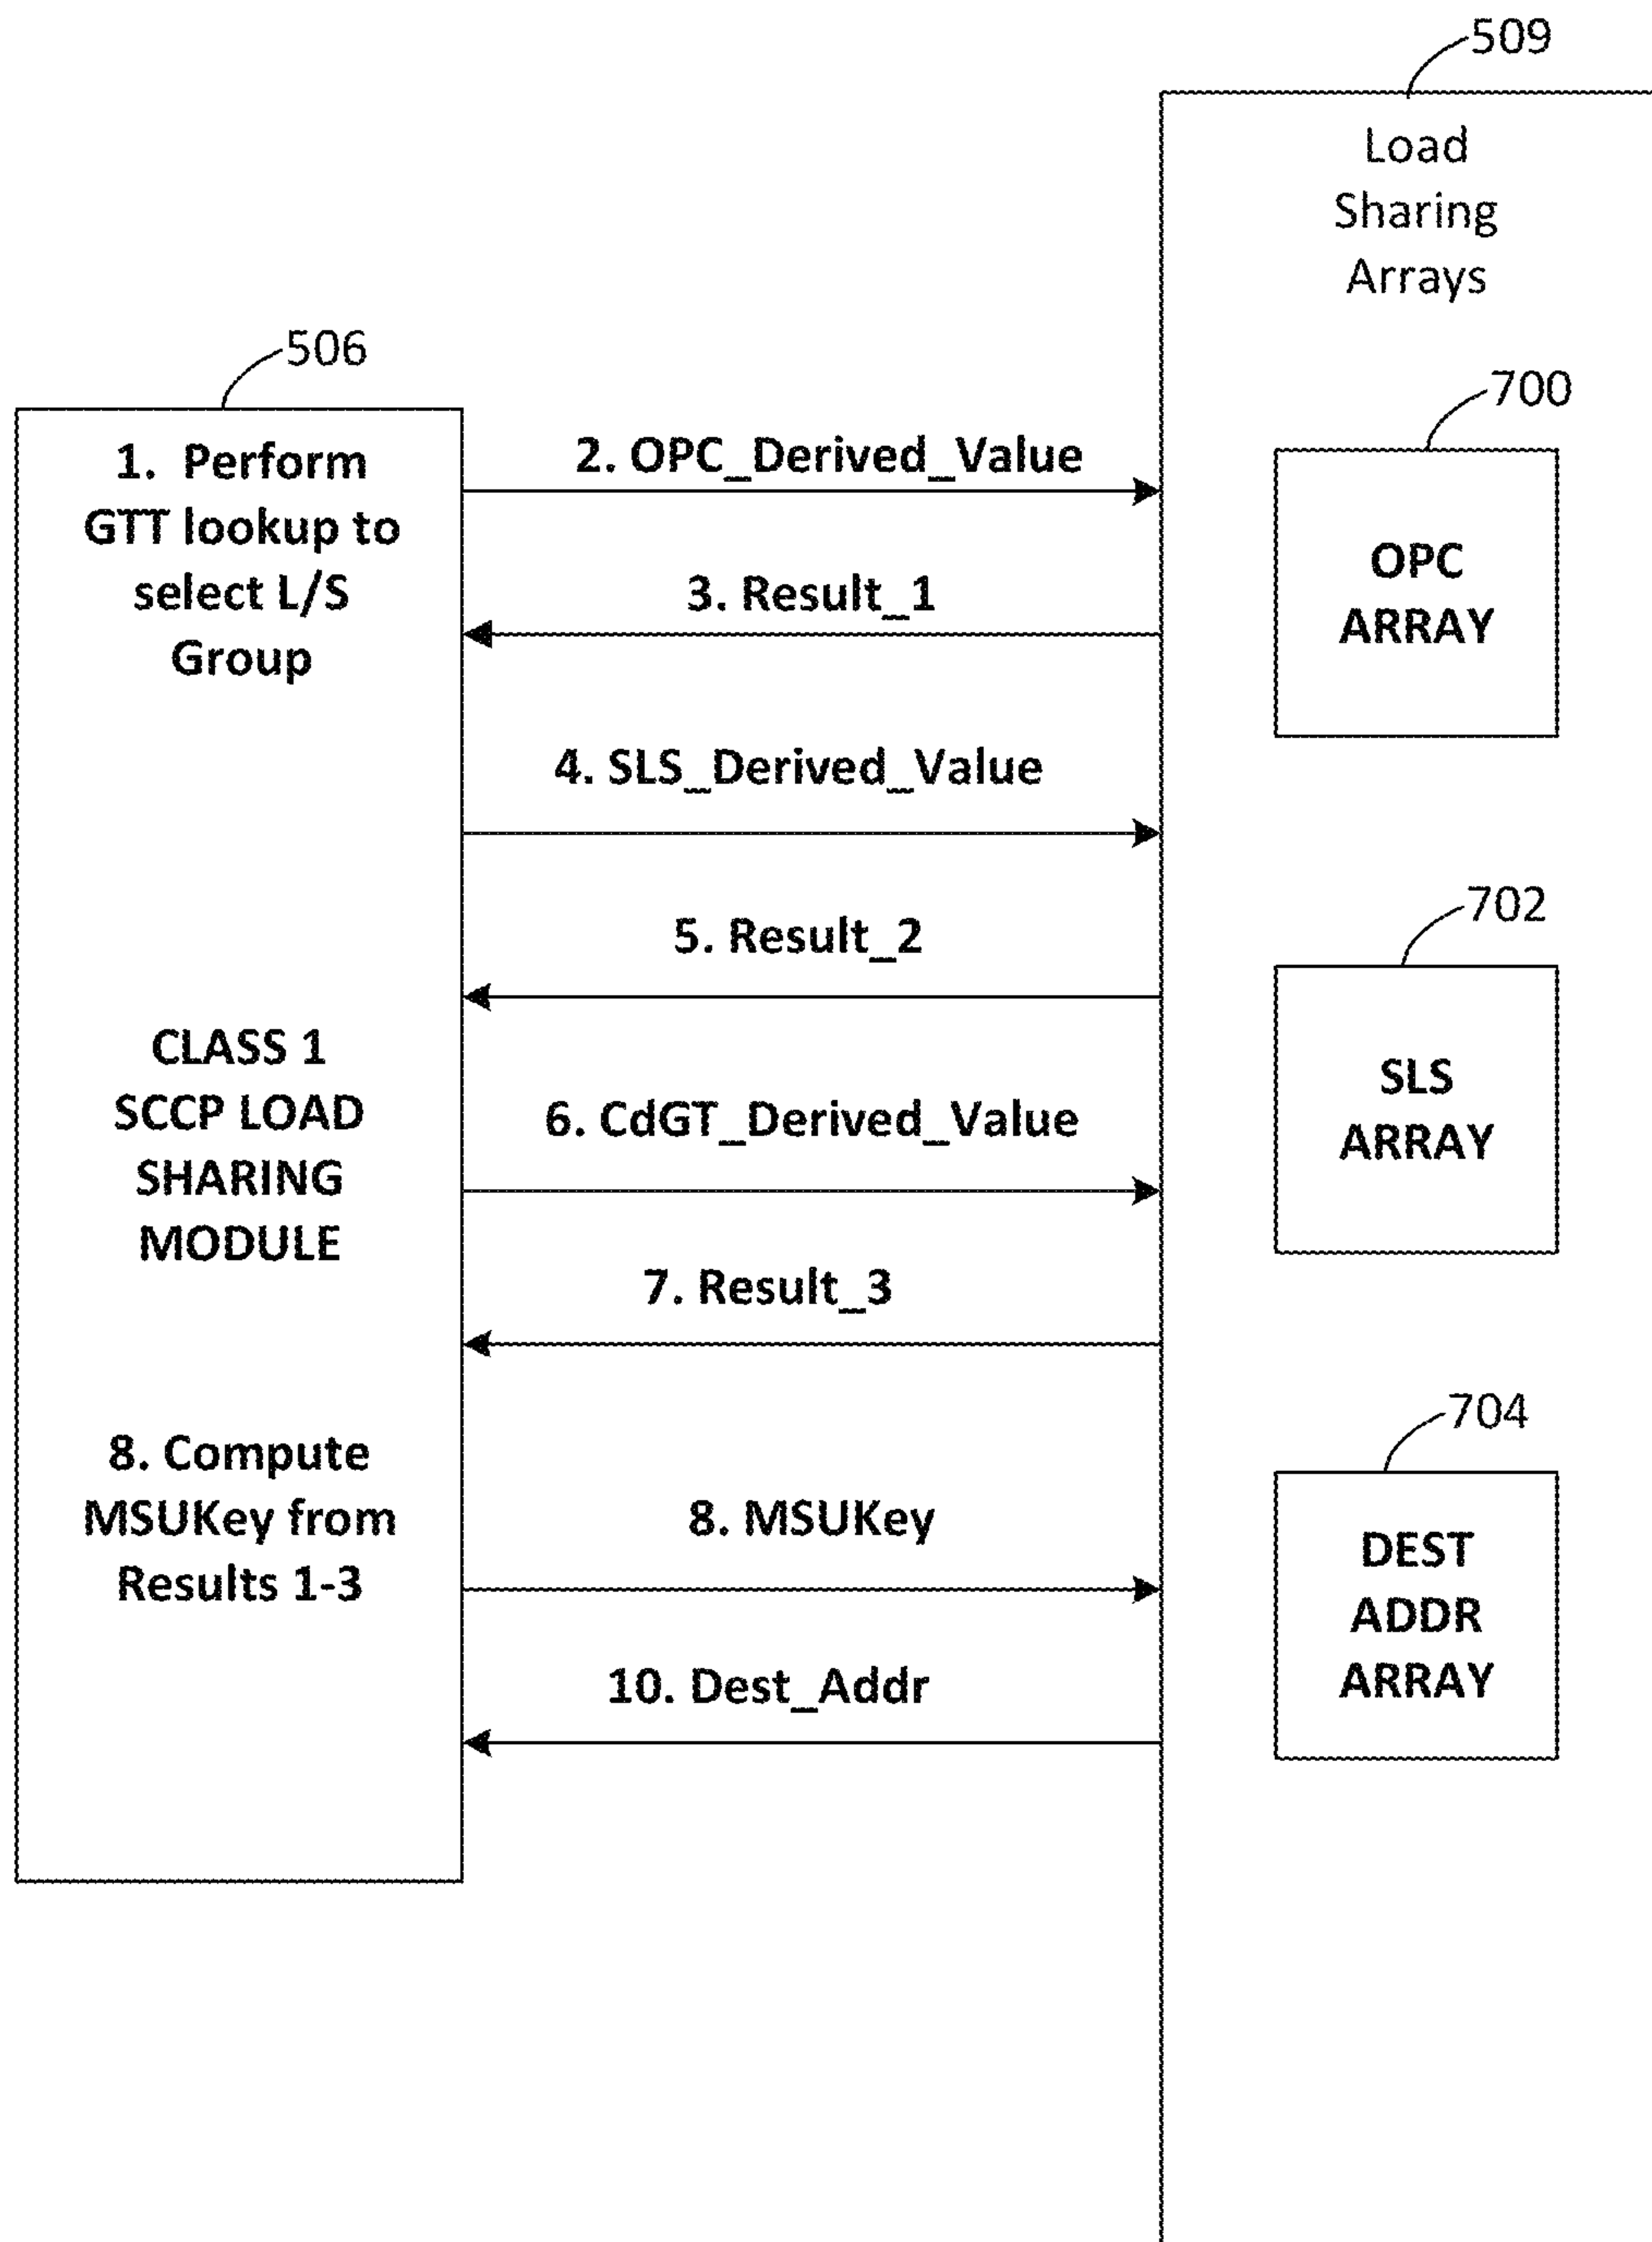 509
Load
Sharing
Arrays
506
1. Perform
GTT lookup to
select L/S
Group
CLASS 1
SCCP LOAD
SHARING
MODULE
8. Compute
MSUKey from
Results 1-3
2. OPC_Derived_Value
3. Result_1
4. SLS_Derived_Value
5. Result_2
6. CdGT_Derived_Value
7. Result_3
8. MSUKey
10. Dest_Addr
700
OPC
ARRAY
702
SLS
ARRAY
704
DEST
ADDR
ARRAY